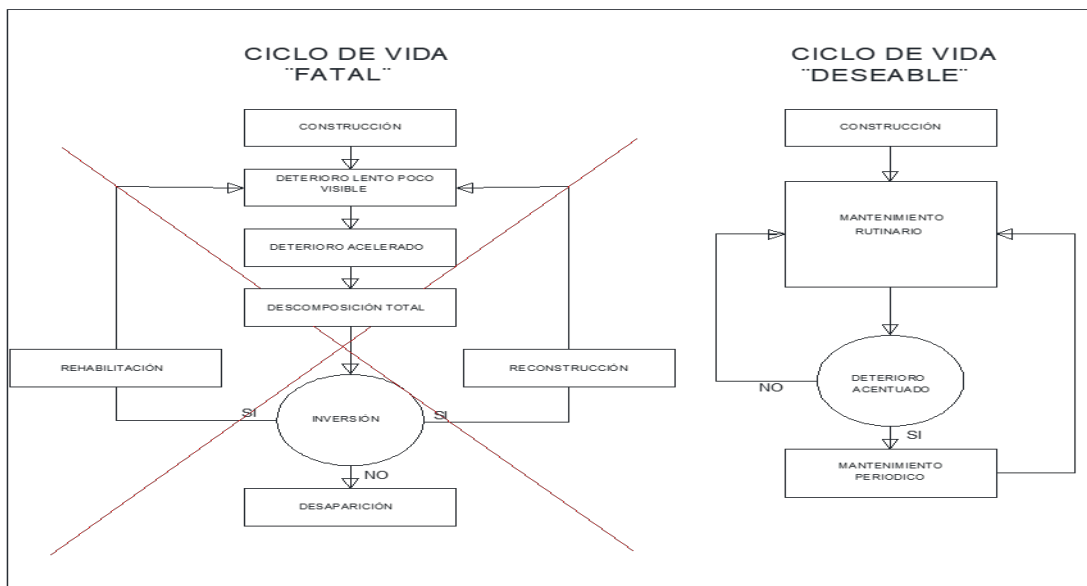 CICLO DE VIDA
¨FATAL¨
CONSTRUCCIÓN
DETERIORO LENTO POCO
VISIBLE
DETERIORO ACELERADO
DESCOMPOSICIÓN TOTAL
REHABILITACIÓN
RECONSTRUCCIÓN
SI
INVERSIÓN
SI
NO
DESAPARICIÓN
CICLO DE VIDA
¨DESEABLE¨
CONSTRUCCIÓN
MANTENIMIENTO
RUTINARIO
DETERIORO
ACENTUADO
NO
SI
MANTENIMIENTO
PERIODICO